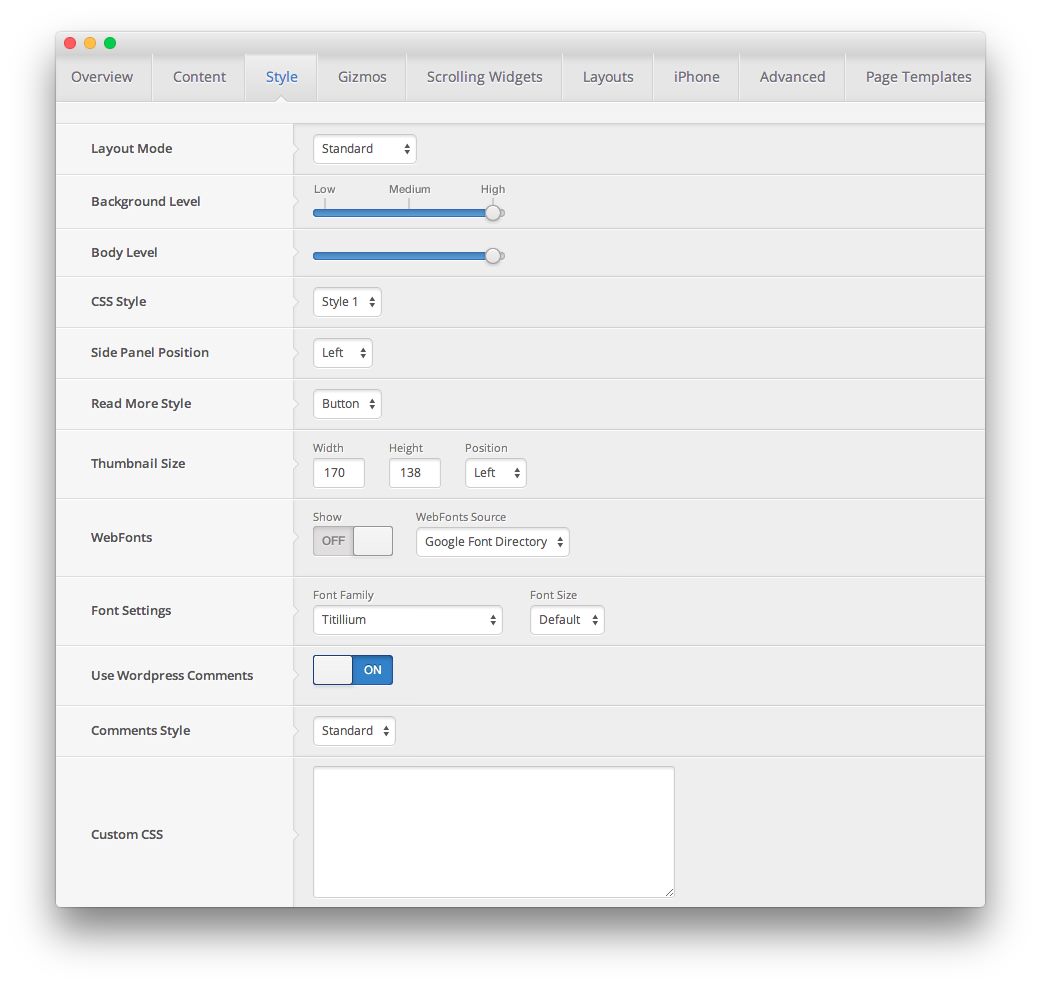 Overview Content Style Gizmos Scrolling Widgets Layouts iPhone Advanced Page Templates
Layout Mode Standard
Low Medium High
Background Level
Body Level
CSS Style Style 1
Side Panel Position Left
Read More Style Button
Width Height Position
Thumbnail Size 170 138 Left
Show WebFonts Source
WebFonts OFF Google Font Directory
Font Family Font Size
Font Settings Titillium Default
Use Wordpress Comments ON
Comments Style Standard
Custom CSS